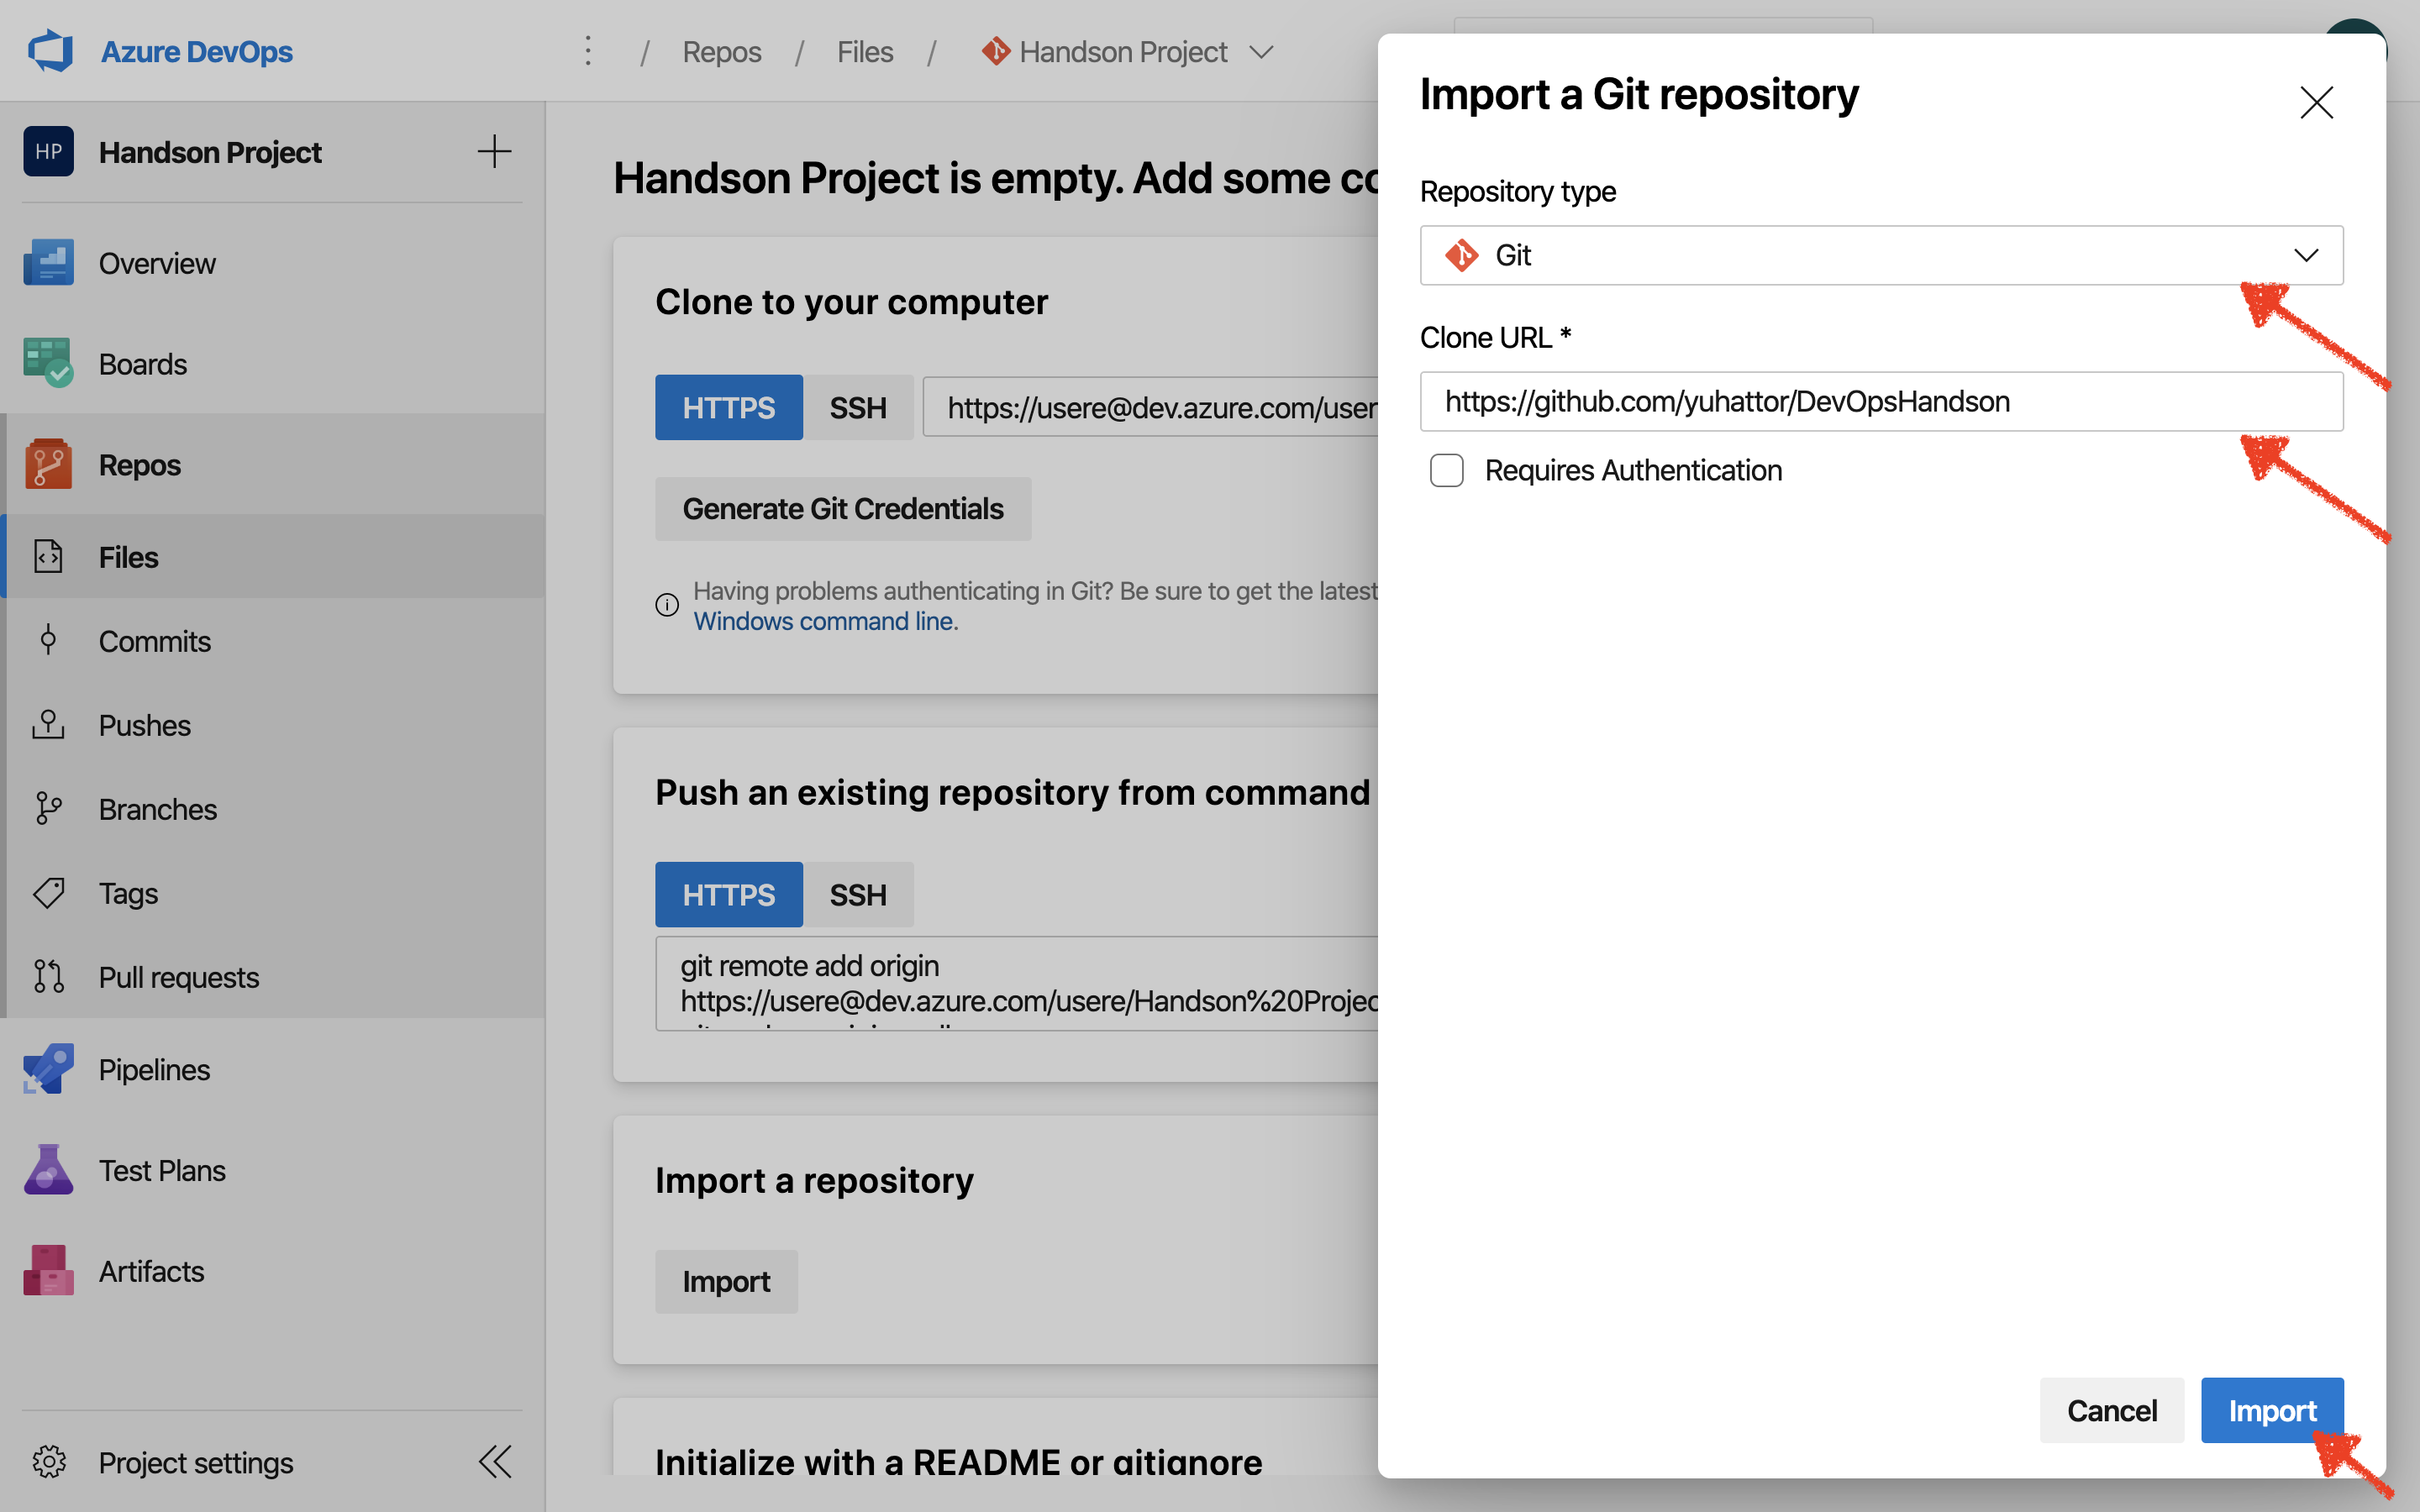 Azure DevOps
/ Repos / Files / Handson Project
HP Handson Project
Overview
Boards
Repos
Files
Commits
Pushes
Branches
Tags
Pull requests
Pipelines
Test Plans
Artifacts
Project settings
Handson Project is empty. Add some
Clone to your computer
HTTPS SSH https://usere@dev.azure.com/user
Generate Git Credentials
Having problems authenticating in Git? Be sure to get the latest
Windows command line.
Push an existing repository from command
HTTPS SSH
git remote add origin
https://usere@dev.azure.com/usere/Handson%20Projec
Import a repository
Import
Initialize with a README or gitignore
Import a Git repository
Repository type
Git
Clone URL *
https://github.com/yuhattor/DevOpsHandson
Requires Authentication
Cancel Import